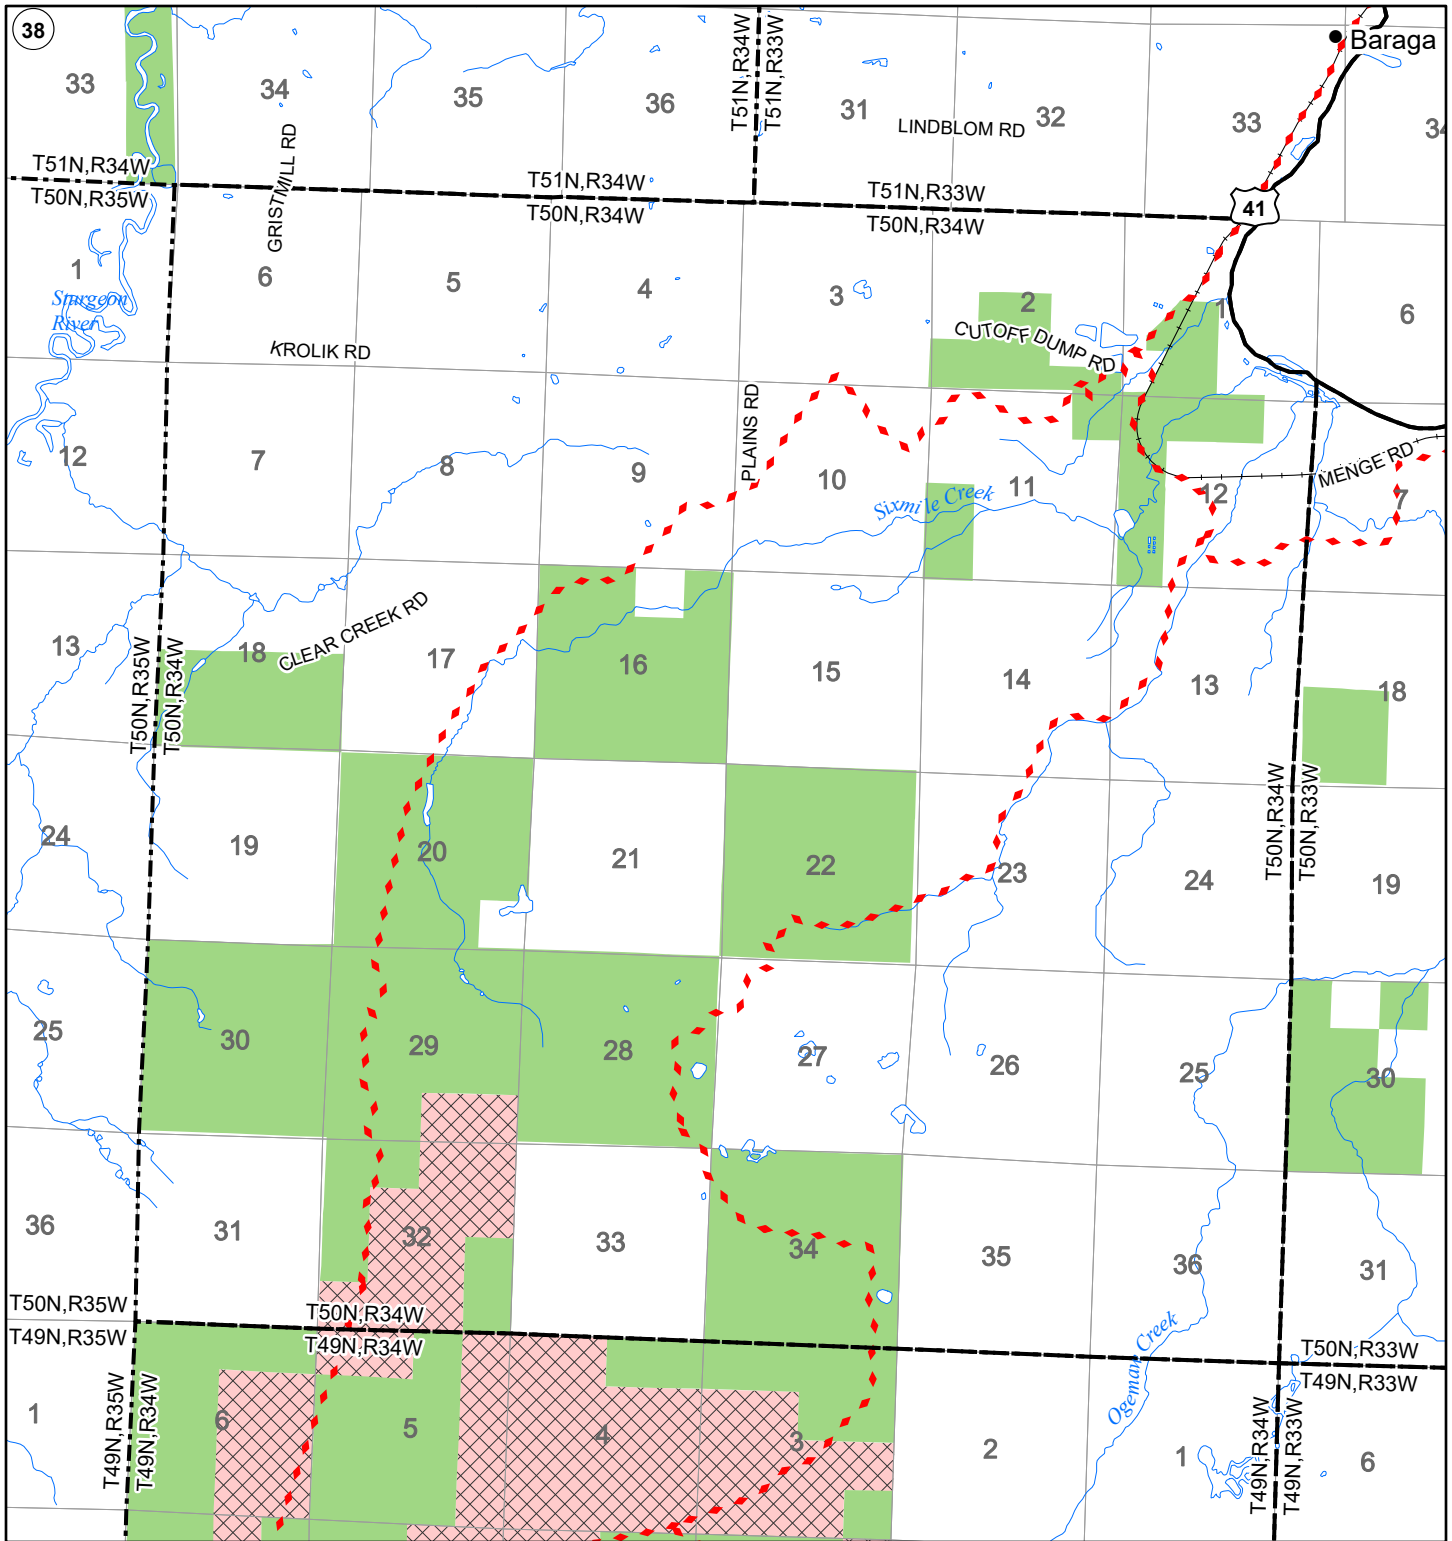 38
Baraga
33
34
35
36
31
32
33
34
T51N,R34W
T51N,R33W
LINDBLOM RD
GRISTMILL RD
T51N,R34W
T50N,R35W
T51N,R34W
T50N,R34W
T51N,R33W
T50N,R34W
41
1
6
5
4
3
2
1
6
Sturgeon
River
KROLIK RD
CUTOFF DUMP RD
PLAINS RD
MENGE RD
12
7
8
9
10
11
12
7
Sixmile Creek
CLEAR CREEK RD
13
18
17
16
15
14
13
18
T50N,R35W
T50N,R34W
T50N,R34W
T50N,R33W
24
19
20
21
22
23
24
19
25
30
29
28
27
26
25
30
36
31
32
33
34
35
36
31
T50N,R35W
T49N,R35W
T50N,R34W
T49N,R34W
Ogeman Creek
T50N,R33W
T49N,R33W
T49N,R35W
T49N,R34W
T49N,R34W
T49N,R33W
1
6
5
4
3
2
1
6